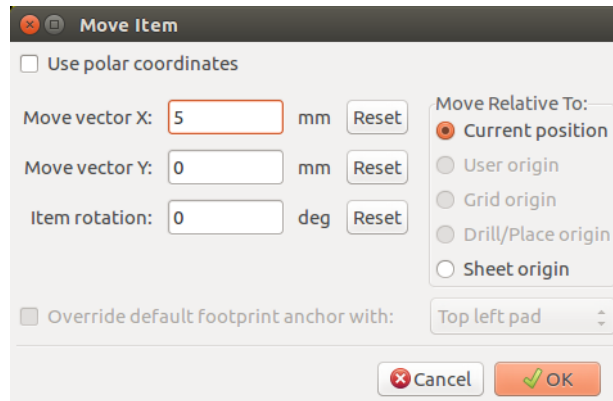 Move Item
Use polar coordinates
Move vector X: 5 mm Reset
Move vector Y: 0 mm Reset
Item rotation: 0 deg Reset
Move Relative To:
Current position
User origin
Grid origin
Drill/Place origin
Sheet origin
Override default footprint anchor with: Top left pad
Cancel OK